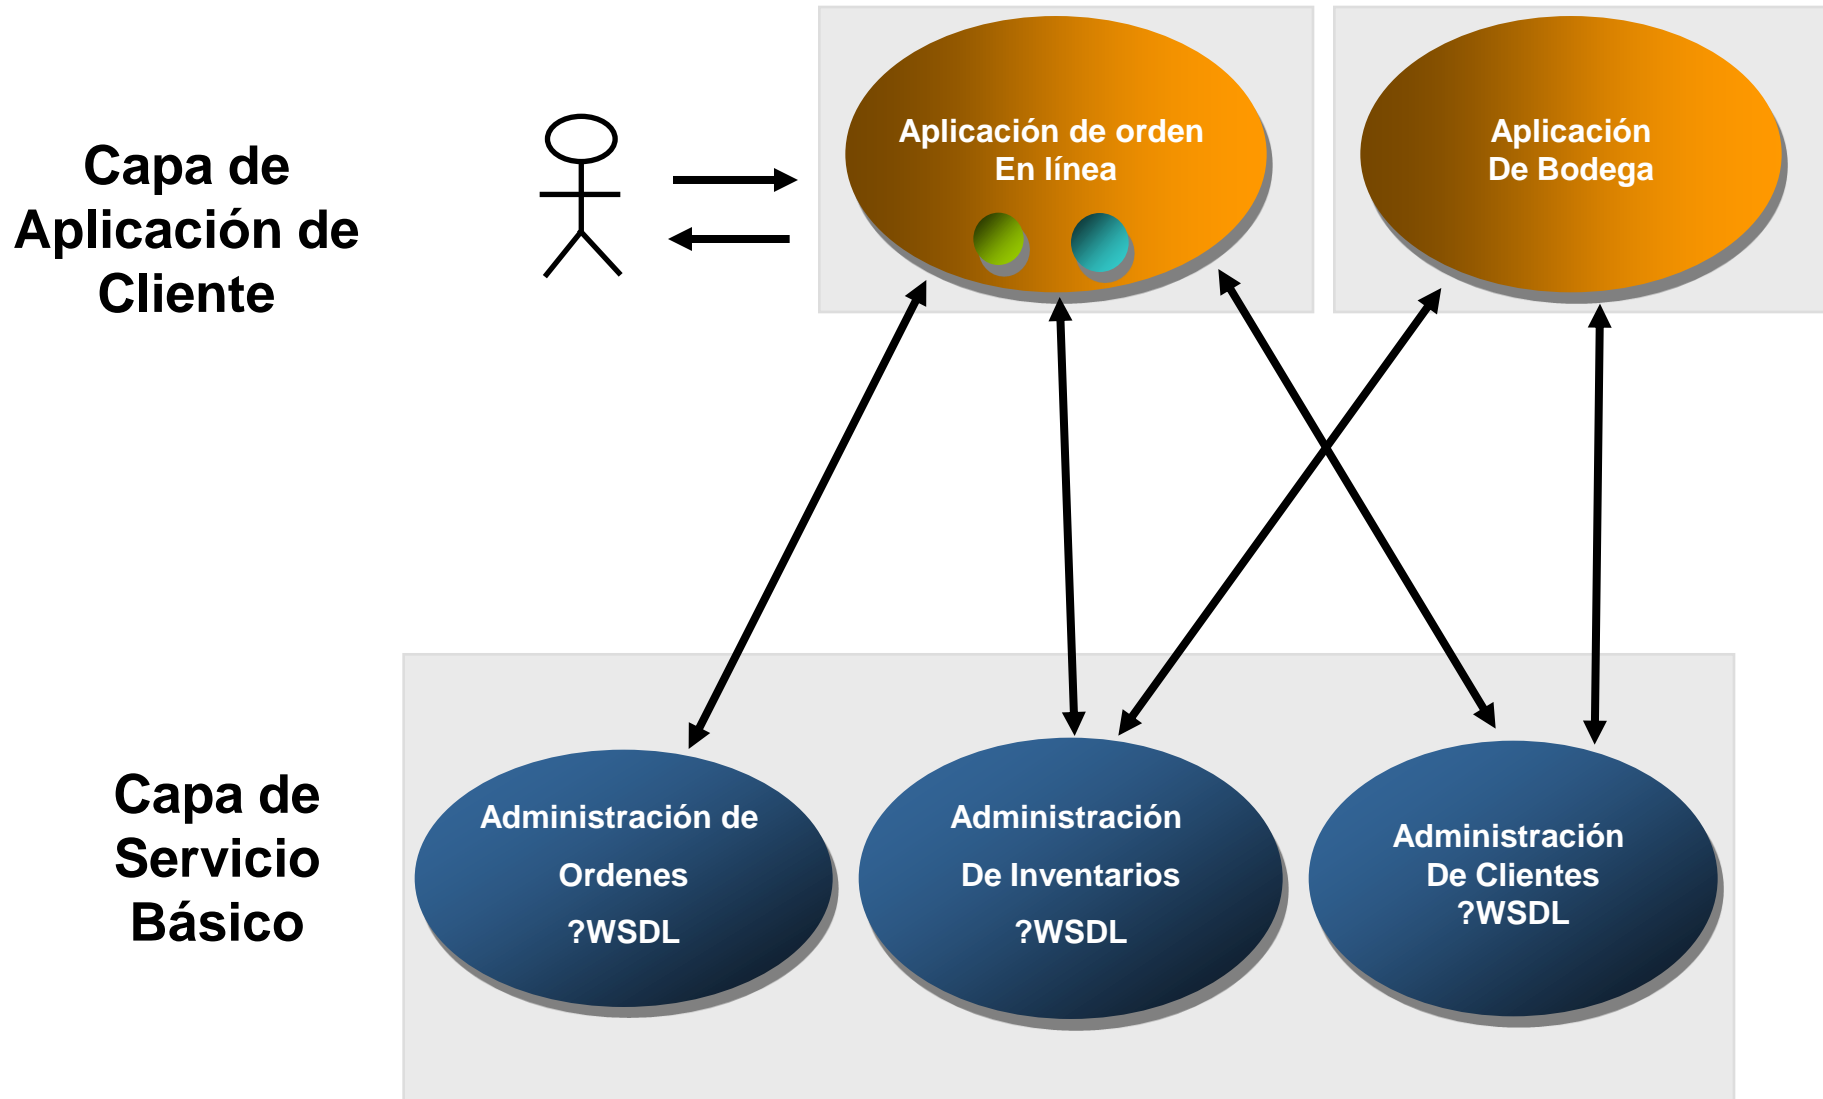 Capa de
Aplicación de
Cliente
Aplicación de orden
En línea
Aplicación
De Bodega
Capa de
Servicio
Básico
Administración de
Ordenes
?WSDL
Administración
De Inventarios
?WSDL
Administración
De Clientes
?WSDL